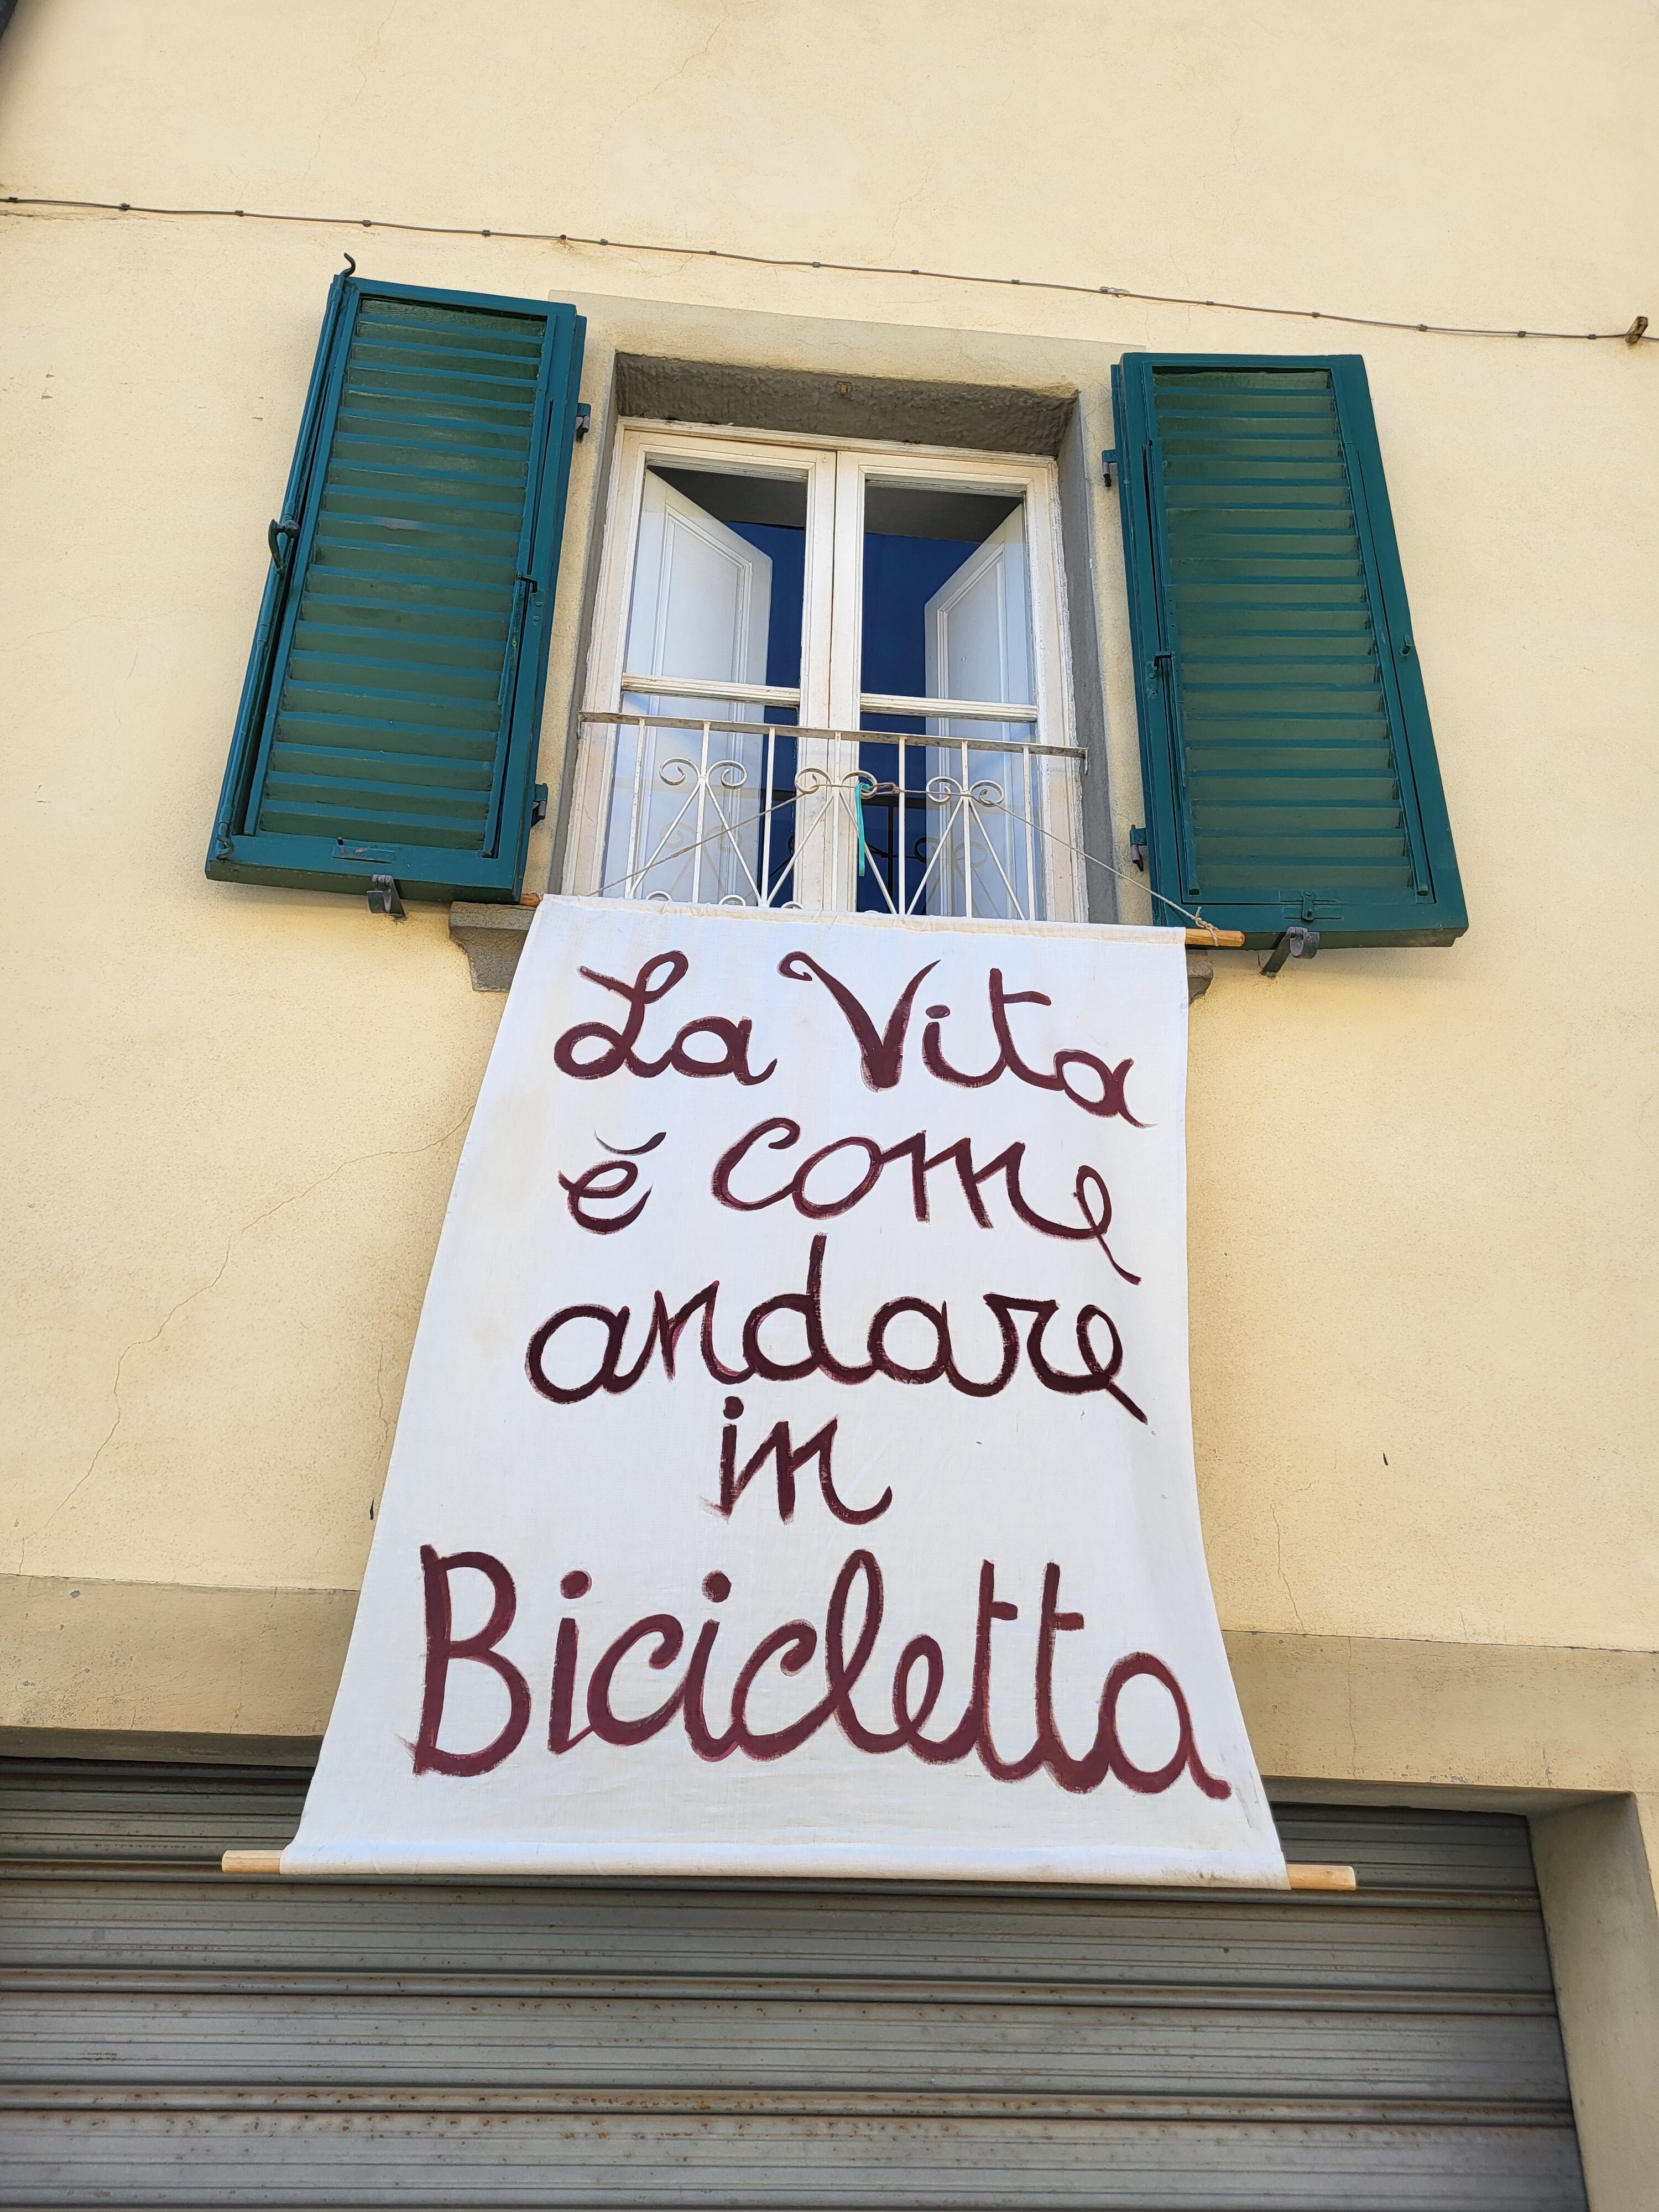 La Vita
è come
andare
in
Bicicletta